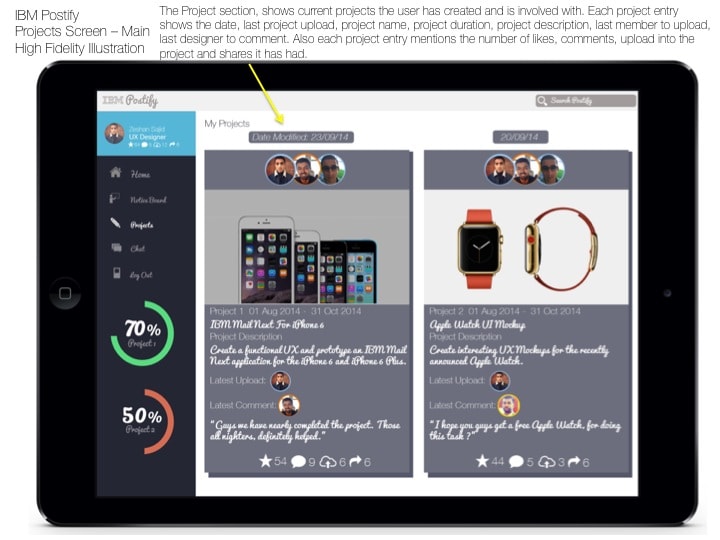 IBM Postify
Projects Screen – Main
High Fidelity Illustration
The Project section, shows current projects the user has created and is involved with. Each project entry
shows the date, last project upload, project name, project duration, project description, last member to upload,
last designer to comment. Also each project entry mentions the number of likes, comments, upload into the
project and shares it has had.
IBM Postify
Search Postify
Zeshan Sajid
UX Designer
My Projects
Date Modified: 23/09/14
20/09/14
Home
Notice Board
Projects
Chat
Log Out
70%
Project 1
50%
Project 2
Project 1 01 Aug 2014 - 31 Oct 2014
IBM Mail Next For iPhone 6
Project Description
Create a functional UX and prototype an IBM Mail
Next application for the iPhone 6 and iPhone 6 Plus.
Latest Upload:
Latest Comment:
"Guys we have nearly completed the project. Those
all nighters, definitely helped."
54 9 6 6
Project 2 01 Aug 2014 - 31 Oct 2014
Apple Watch UI Mockup
Project Description
Create interesting UX Mockups for the recently
announced Apple Watch.
Latest Upload:
Latest Comment:
"I hope you guys get a free Apple Watch, for doing
this task ?"
44 5 3 6